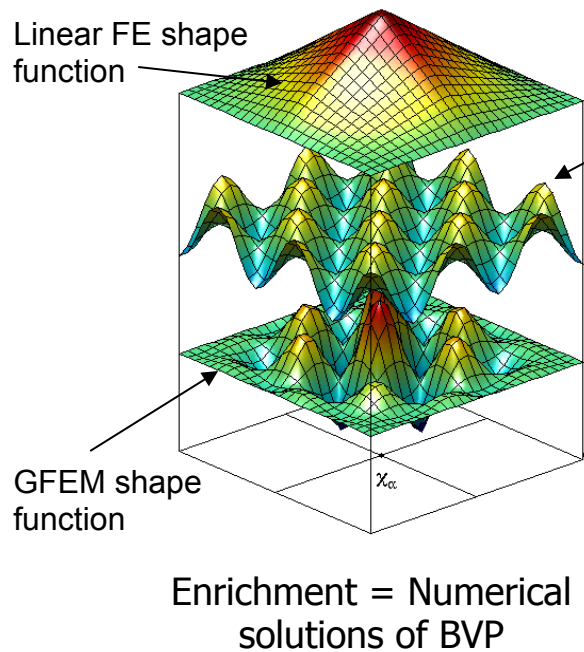 Linear FE shape
function
GFEM shape
function
χα
Enrichment = Numerical
solutions of BVP